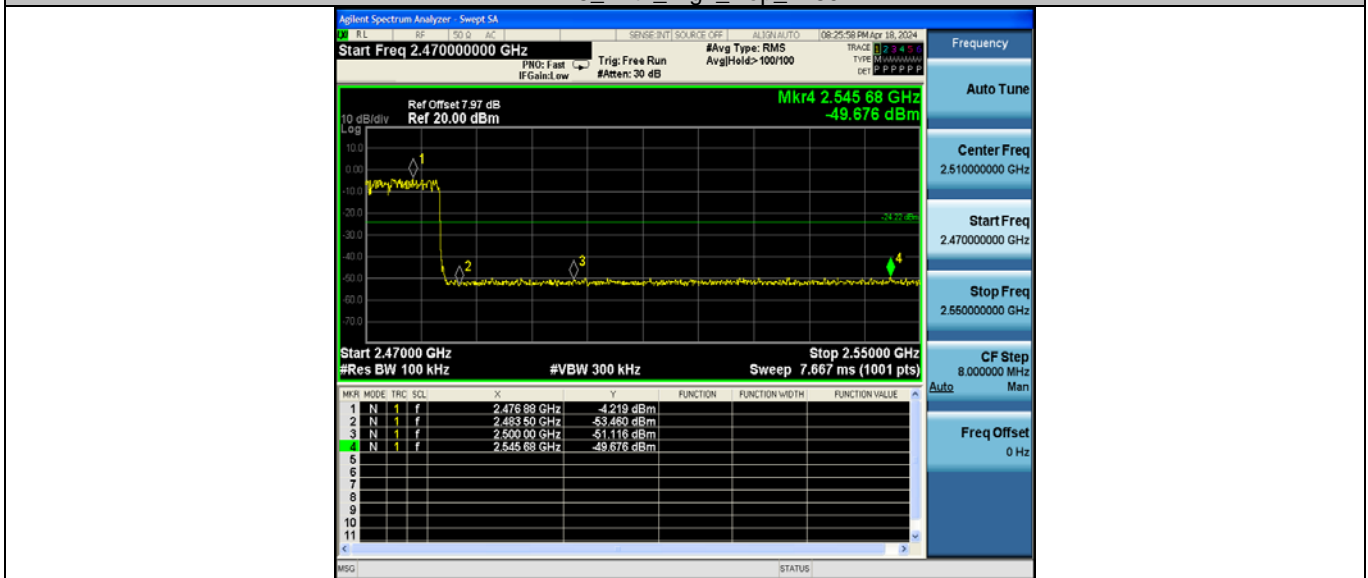 Agilent Spectrum Analyzer - Swept SA
RL RF 50 Ω AC SENSE:INT SOURCE OFF ALIGN AUTO 08:25:58 PM Apr 18, 2024
Start Freq 2.470000000 GHz
PNO: Fast
IFGain:Low
Trig: Free Run
#Atten: 30 dB
#Avg Type: RMS
Avg|Hold:> 100/100
TRACE 1 2 3 4 5 6
TYPE M
DET P P P P P P
Frequency
Auto Tune
Center Freq
2.510000000 GHz
Start Freq
2.470000000 GHz
Stop Freq
2.550000000 GHz
CF Step
8.000000 MHz
Auto Man
Freq Offset
0 Hz
Mkr4 2.545 68 GHz
-49.676 dBm
Ref Offset 7.97 dB
10 dB/div Ref 20.00 dBm
Log
10.0
0.00
-10.0
-20.0
-30.0
-40.0
-50.0
-60.0
-70.0
1
2
3
4
-24.22 dBm
Start 2.47000 GHz Stop 2.55000 GHz
#Res BW 100 kHz #VBW 300 kHz Sweep 7.667 ms (1001 pts)
MKR MODE TRC SCL X Y FUNCTION FUNCTION WIDTH FUNCTION VALUE
1 N 1 f 2.476 88 GHz -4.219 dBm
2 N 1 f 2.483 50 GHz -53.460 dBm
3 N 1 f 2.500 00 GHz -51.116 dBm
4 N 1 f 2.545 68 GHz -49.676 dBm
5
6
7
8
9
10
11
MSG STATUS